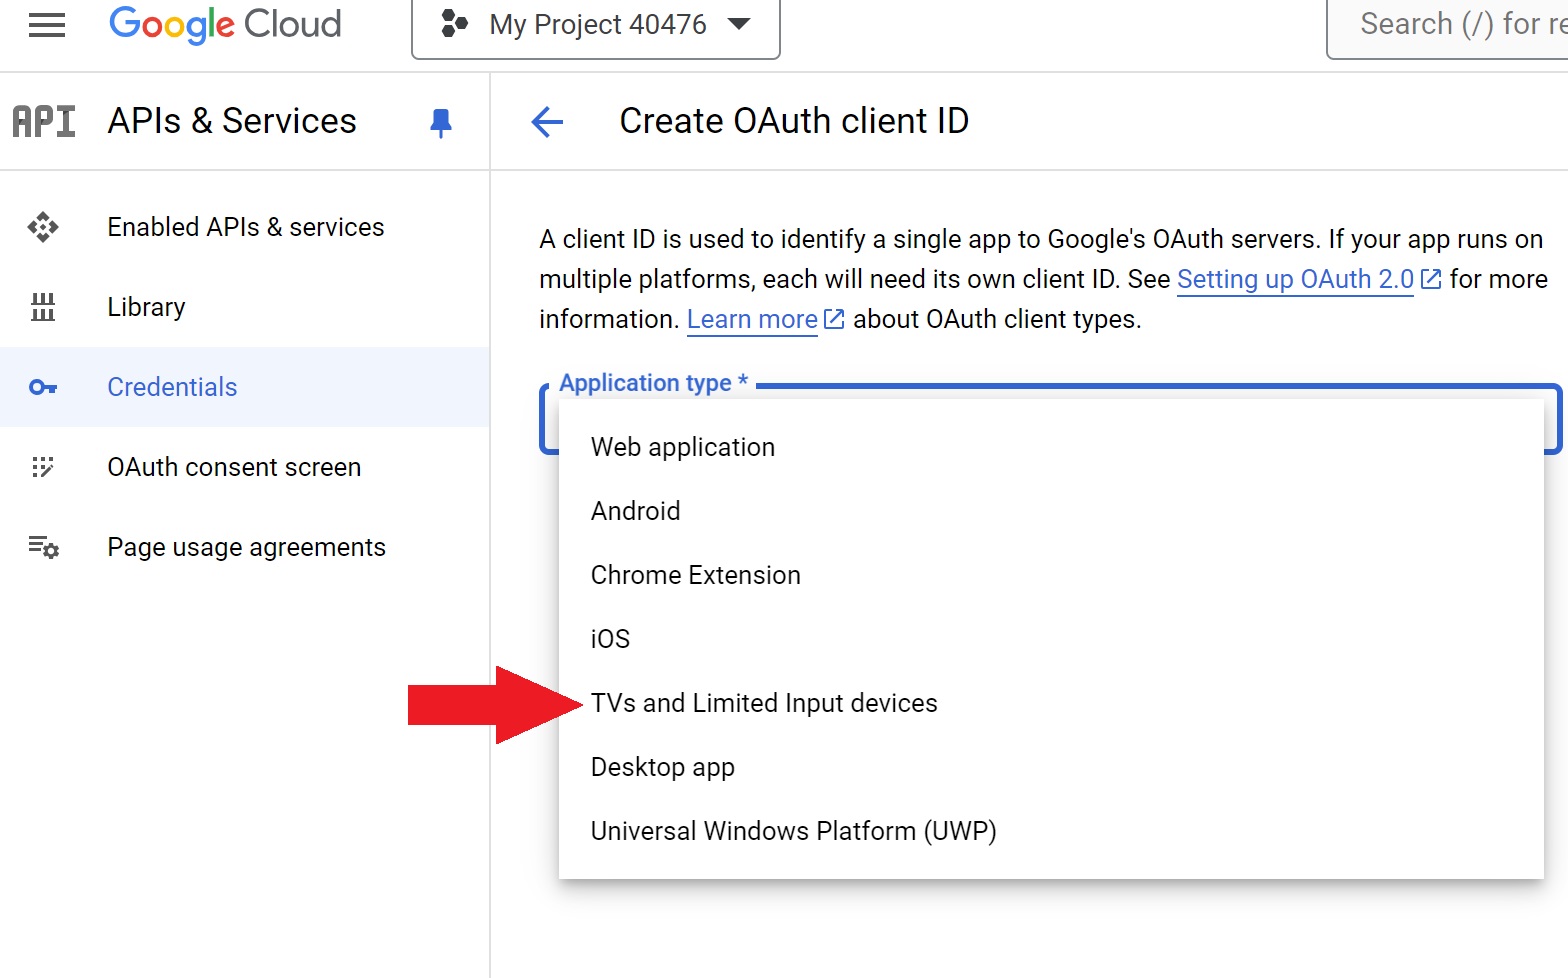 Google Cloud
My Project 40476
Search (/) for re
API
APIs & Services
Create OAuth client ID
Enabled APIs & services
Library
Credentials
OAuth consent screen
Page usage agreements
A client ID is used to identify a single app to Google's OAuth servers. If your app runs on
multiple platforms, each will need its own client ID. See Setting up OAuth 2.0 for more
information. Learn more about OAuth client types.
Application type *
Web application
Android
Chrome Extension
iOS
TVs and Limited Input devices
Desktop app
Universal Windows Platform (UWP)